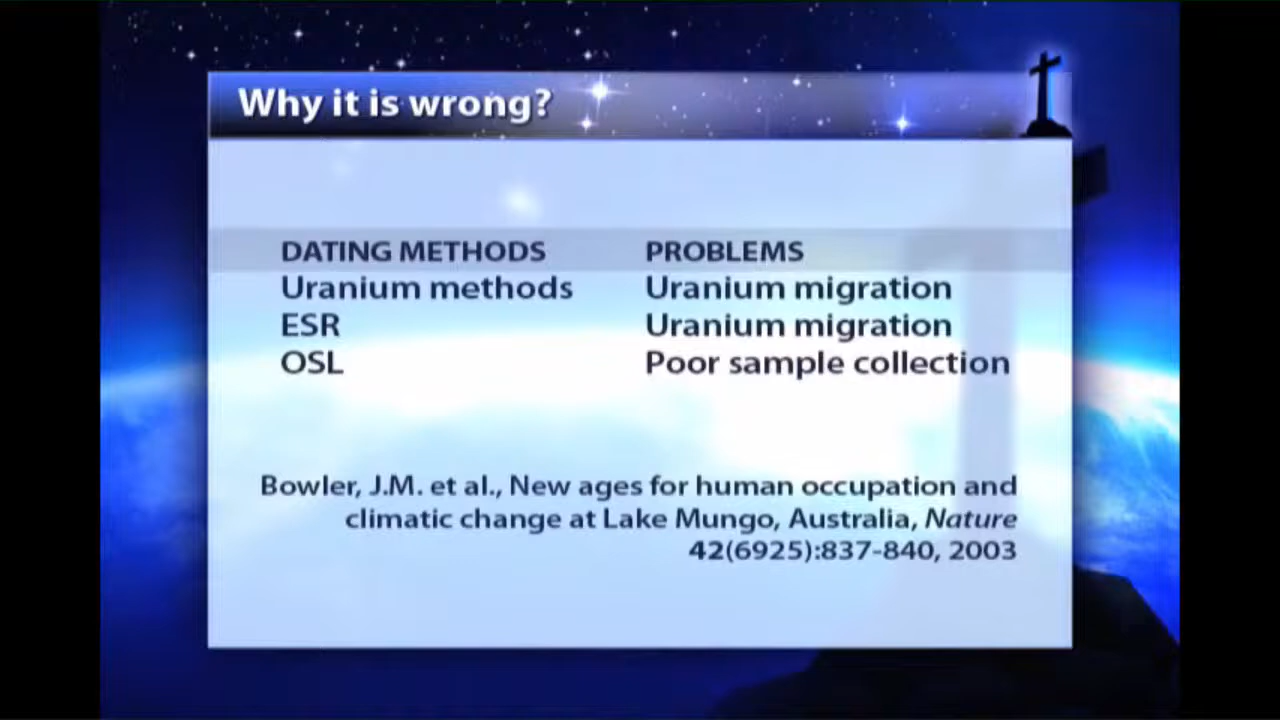 Why it is wrong?
DATING METHODS PROBLEMS
Uranium methods Uranium migration
ESR Uranium migration
OSL Poor sample collection
Bowler, J.M. et al., New ages for human occupation and
climatic change at Lake Mungo, Australia, Nature
42(6925):837-840, 2003